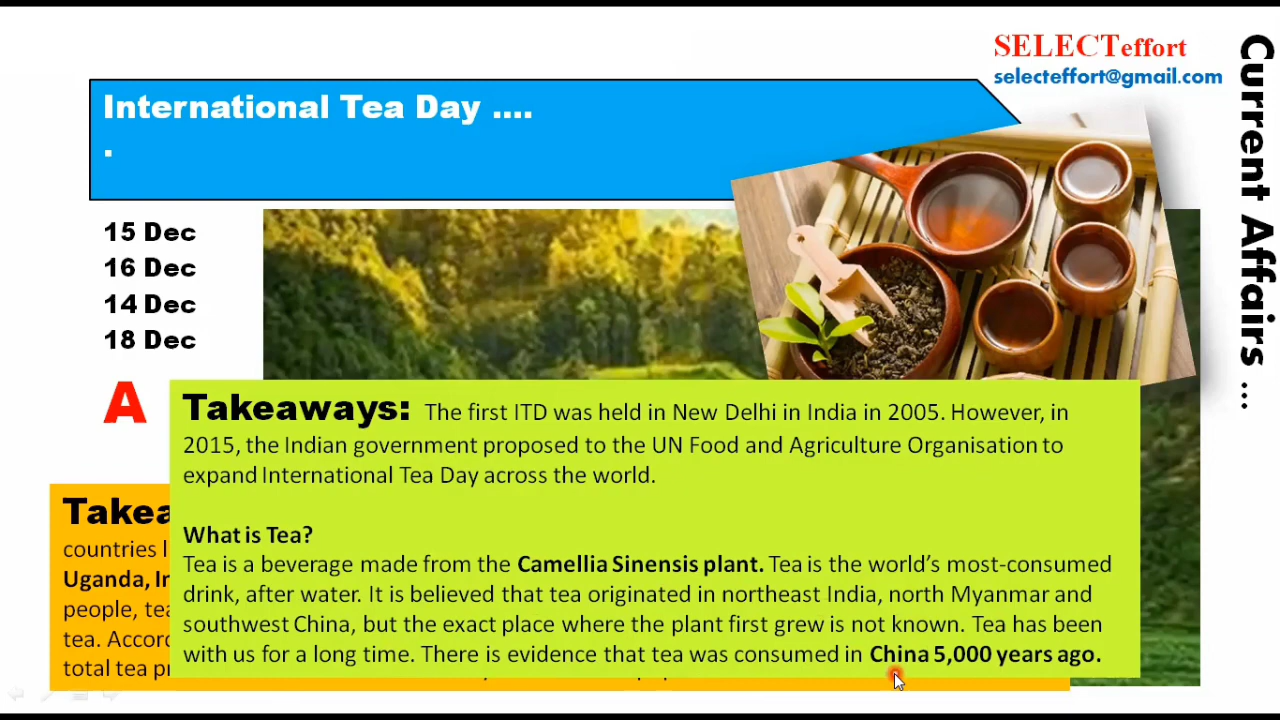 SELECTeffort
selecteffort@gmail.com
Current Affairs ...
International Tea Day ....
.
15 Dec
16 Dec
14 Dec
18 Dec
A
Takeaways: The first ITD was held in New Delhi in India in 2005. However, in
2015, the Indian government proposed to the UN Food and Agriculture Organisation to
expand International Tea Day across the world.
What is Tea?
Tea is a beverage made from the Camellia Sinensis plant. Tea is the world’s most-consumed
drink, after water. It is believed that tea originated in northeast India, north Myanmar and
southwest China, but the exact place where the plant first grew is not known. Tea has been
with us for a long time. There is evidence that tea was consumed in China 5,000 years ago.
countries
Uganda,
people, tea
tea.
total tea